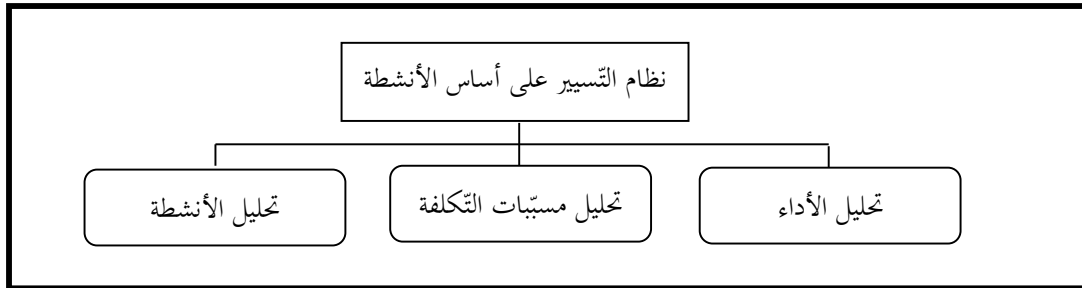 نظام التّسيير على أساس الأنشطة
تحليل الأداء
تحليل مسبّبات التّكلفة
تحليل الأنشطة